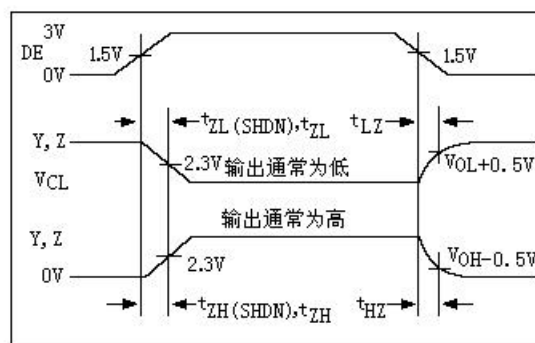 3V
DE
1.5V
1.5V
0V
tZL(SHDN),tZL
tLZ
Y,Z
2.3V
输出通常为低
VOL+0.5V
VCL
输出通常为高
Y,Z
2.3V
VOH-0.5V
0V
tZH(SHDN),tZH
tHZ